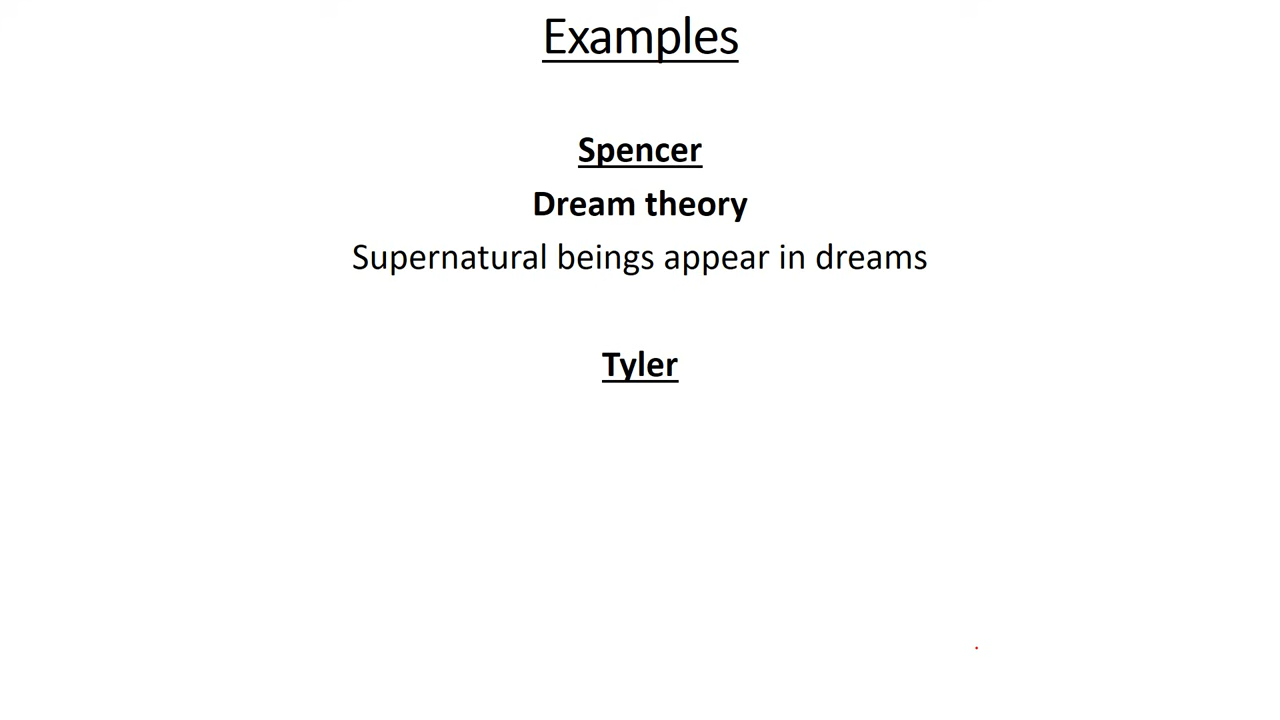 Examples
Spencer
Dream theory
Supernatural beings appear in dreams
Tyler